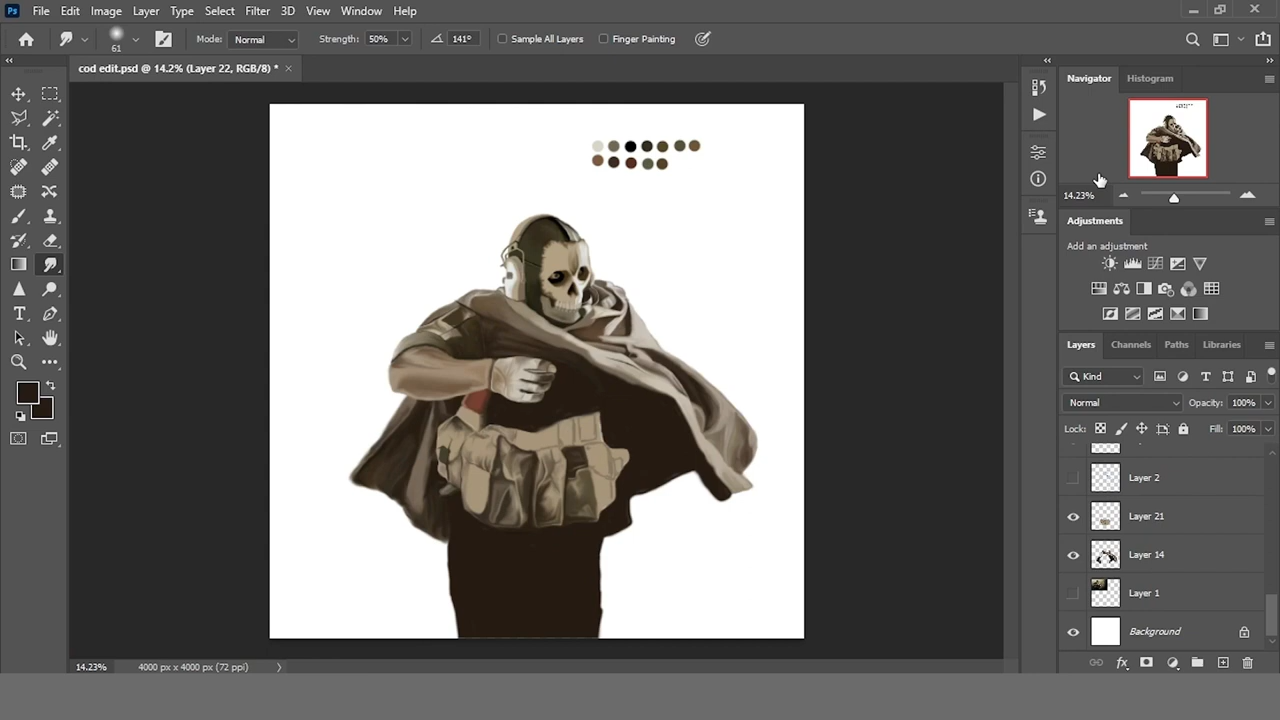 Ps File Edit Image Layer Type Select Filter 3D View Window Help
61 Mode: Normal Strength: 50% 141° Sample All Layers Finger Painting
cod edit.psd @ 14.2% (Layer 22, RGB/8) *
Navigator Histogram
14.23%
Adjustments
Add an adjustment
Layers Channels Paths Libraries
Kind
Normal Opacity: 100%
Lock: Fill: 100%
Layer 2
Layer 21
Layer 14
Layer 1
Background
fx
14.23% 4000 px x 4000 px (72 ppi)